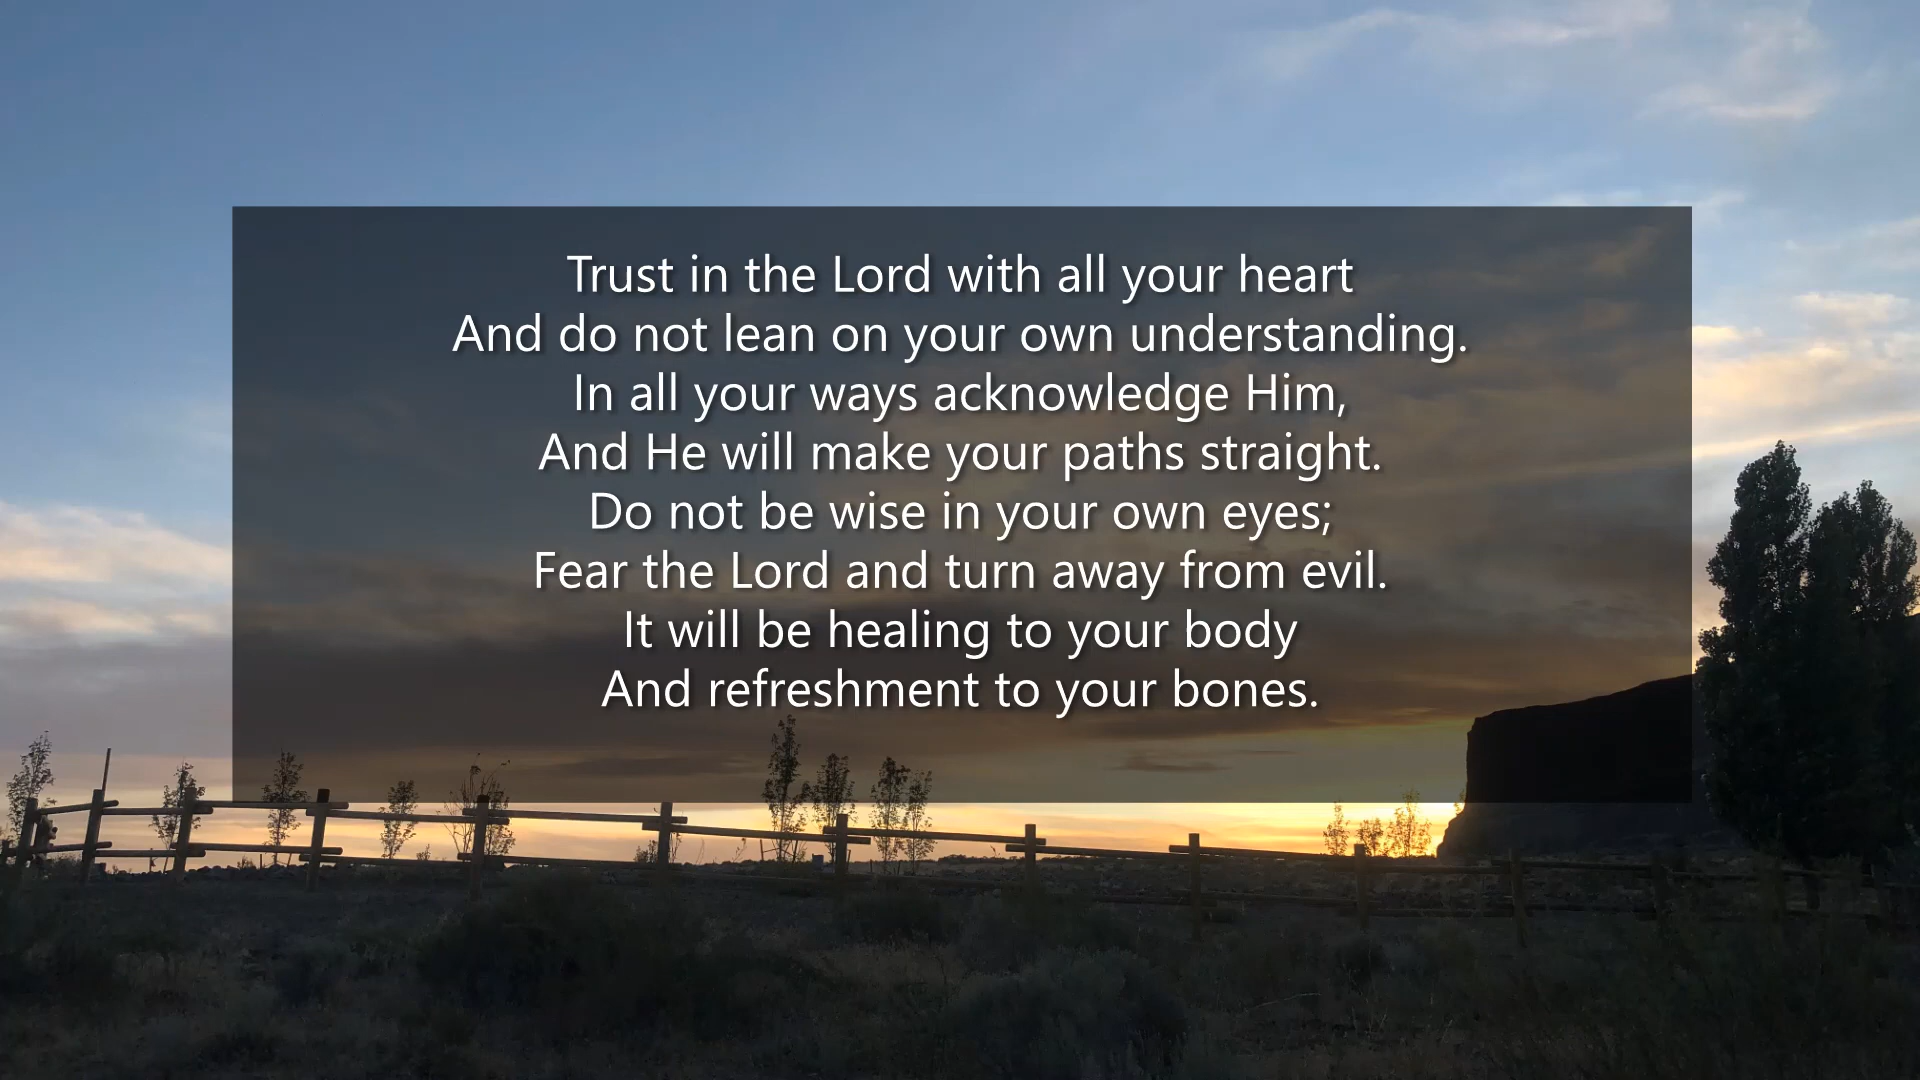 Trust in the Lord with all your heart
And do not lean on your own understanding.
In all your ways acknowledge Him,
And He will make your paths straight.
Do not be wise in your own eyes;
Fear the Lord and turn away from evil.
It will be healing to your body
And refreshment to your bones.